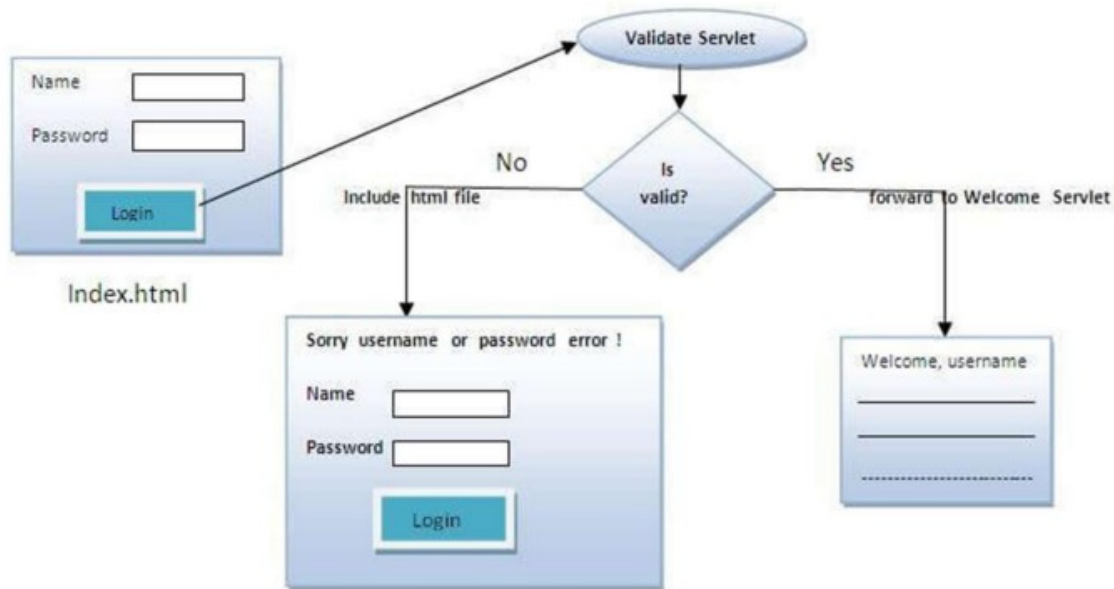 Validate Servlet
Name
Password
Login
Index.html
Is
valid?
No
Yes
Include html file
forward to Welcome Servlet
Sorry username or password error !
Name
Password
Login
Welcome, username